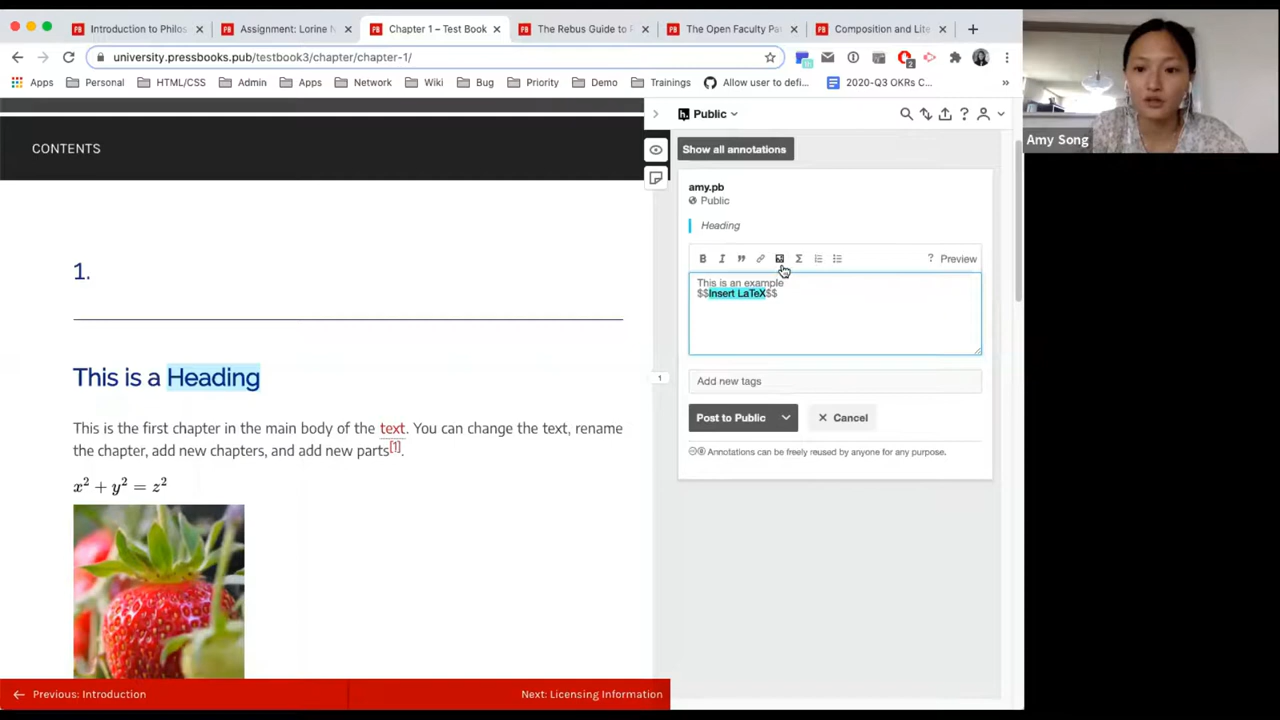 Introduction to Philos
Assignment: Lorine N
Chapter 1 – Test Book
The Rebus Guide to P
The Open Faculty Pa
Composition and Lite
university.pressbooks.pub/testbook3/chapter/chapter-1/
Apps
Personal
HTML/CSS
Admin
Apps
Network
Wiki
Bug
Priority
Demo
Trainings
Allow user to defi...
2020-Q3 OKRs C...
»
CONTENTS
Public
Show all annotations
Amy Song
amy.pb
Public
Heading
B I
? Preview
This is an example
$$Insert LaTeX$$
Add new tags
Post to Public
Cancel
Annotations can be freely reused by anyone for any purpose.
1
1.
This is a Heading
This is the first chapter in the main body of the text. You can change the text, rename
the chapter, add new chapters, and add new parts[1].
x² + y² = z²
← Previous: Introduction
Next: Licensing Information →